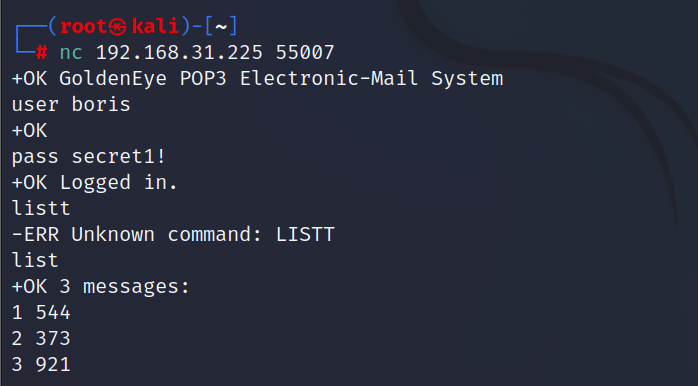 ┌──(root㉿kali)-[~]
└─# nc 192.168.31.225 55007
+OK GoldenEye POP3 Electronic-Mail System
user boris
+OK
pass secret1!
+OK Logged in.
listt
-ERR Unknown command: LISTT
list
+OK 3 messages:
1 544
2 373
3 921